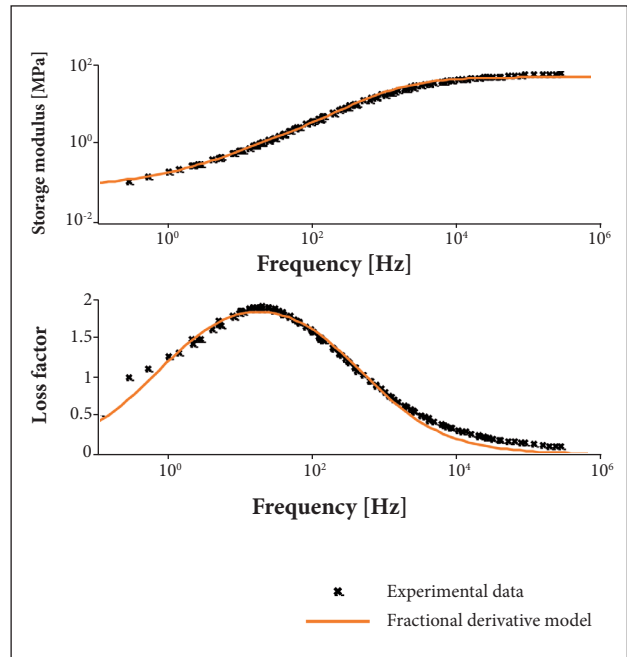 Storage modulus [MPa]
10²
10⁰
10⁻²
10⁰ 10² 10⁴ 10⁶
Frequency [Hz]
Loss factor
2
1.5
1
0.5
0
10⁰ 10² 10⁴ 10⁶
Frequency [Hz]
Experimental data
Fractional derivative model